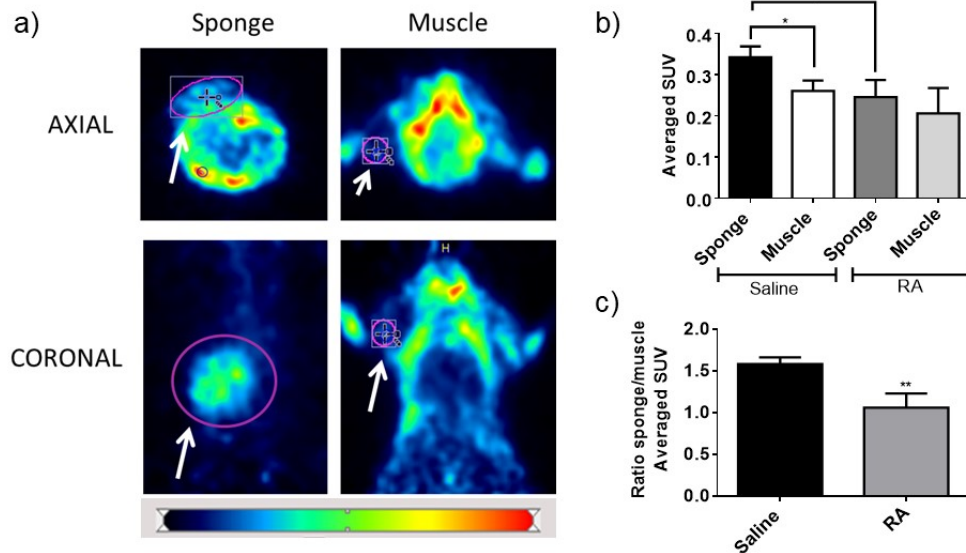 a)
Sponge
Muscle
AXIAL
CORONAL
H
b)
Averaged SUV
0.4
0.3
0.2
0.1
0.0
*
Sponge
Muscle
Sponge
Muscle
Saline
RA
c)
Ratio sponge/muscle
Averaged SUV
2.0
1.5
1.0
0.5
0.0
**
Saline
RA